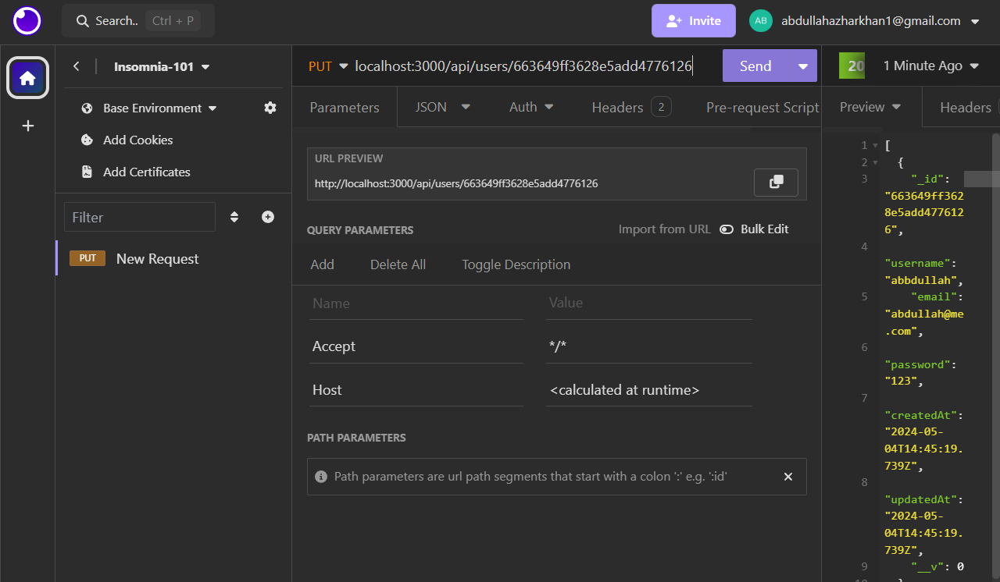 Search.. Ctrl + P
Invite
AB abdullahazharkhan1@gmail.com
Insomnia-101
Base Environment
Add Cookies
Add Certificates
Filter
PUT New Request
PUT localhost:3000/api/users/663649ff3628e5add4776126
Send
Parameters JSON Auth Headers 2 Pre-request Script
URL PREVIEW
http://localhost:3000/api/users/663649ff3628e5add4776126
QUERY PARAMETERS
Import from URL Bulk Edit
Add Delete All Toggle Description
Name Value
Accept */*
Host <calculated at runtime>
PATH PARAMETERS
Path parameters are url path segments that start with a colon ':' e.g. ':id'
20 1 Minute Ago
Preview Headers
1 [
2 {
3 "_id":
"663649ff362
8e5add477612
6",
4
"username":
"abbdullah",
5 "email":
"abdullah@me
.com",
6
"password":
"123",
7
"createdAt":
"2024-05-
04T14:45:19.
739Z",
8
"updatedAt":
"2024-05-
04T14:45:19.
739Z",
9 "__v": 0